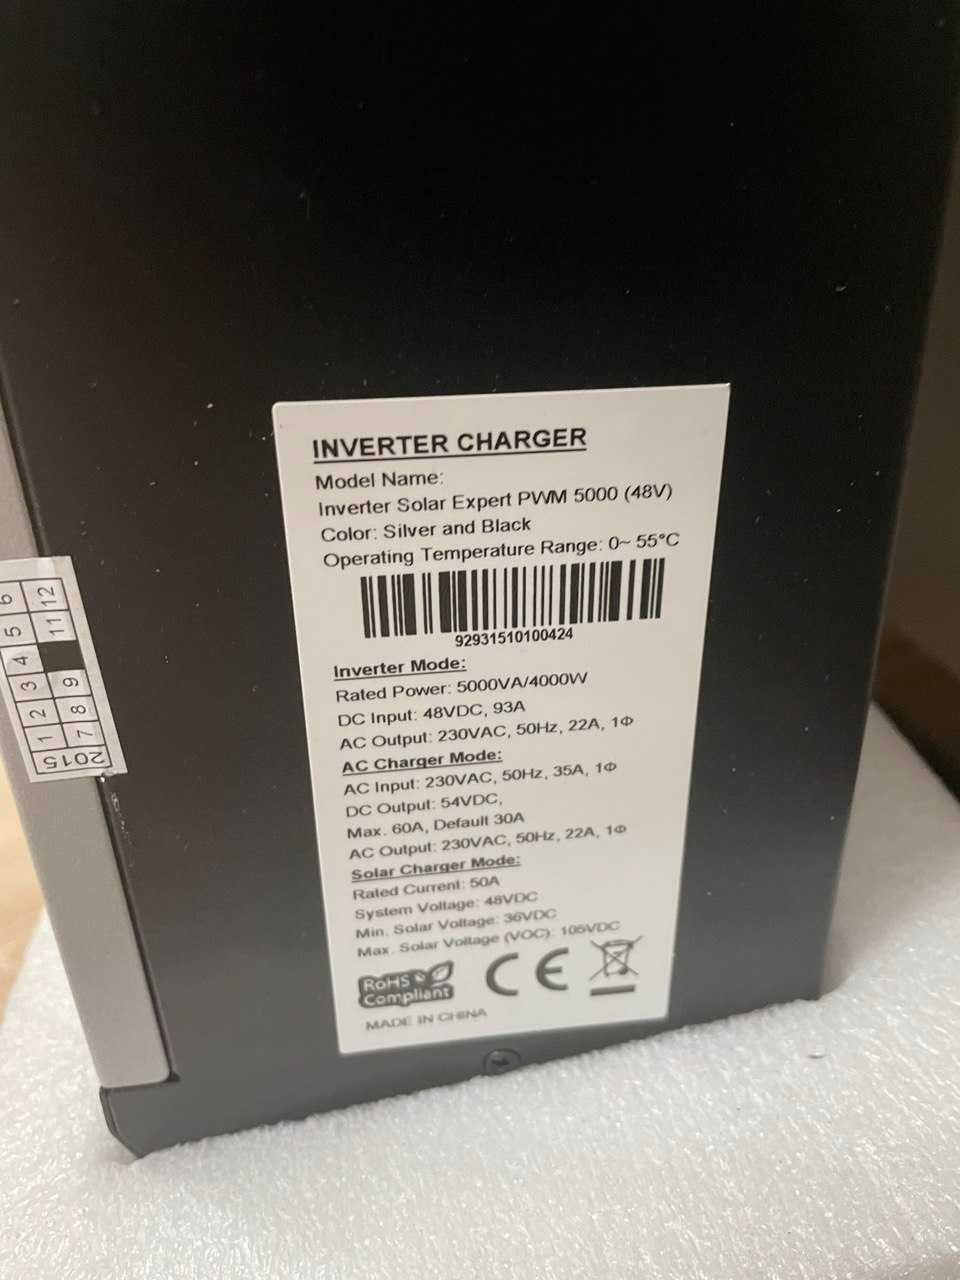 INVERTER CHARGER
Model Name:
Inverter Solar Expert PWM 5000 (48V)
Color: Silver and Black
Operating Temperature Range: 0~ 55°C
92931510100424
Inverter Mode:
Rated Power: 5000VA/4000W
DC Input: 48VDC, 93A
AC Output: 230VAC, 50Hz, 22A, 1Φ
AC Charger Mode:
AC Input: 230VAC, 50Hz, 35A, 1Φ
DC Output: 54VDC,
Max. 60A, Default 30A
AC Output: 230VAC, 50Hz, 22A, 1Φ
Solar Charger Mode:
Rated Current: 50A
System Voltage: 48VDC
Min. Solar Voltage: 36VDC
Max. Solar Voltage (VOC): 105VDC
RoHS
Compliant
CE
MADE IN CHINA
2015
1 2 3 4 5 6
7 8 9 11 12